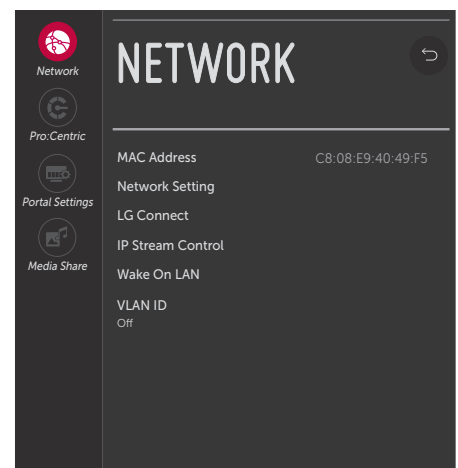 Network
Pro:Centric
Portal Settings
Media Share
NETWORK
MAC Address C8:08:E9:40:49:F5
Network Setting
LG Connect
IP Stream Control
Wake On LAN
VLAN ID
Off